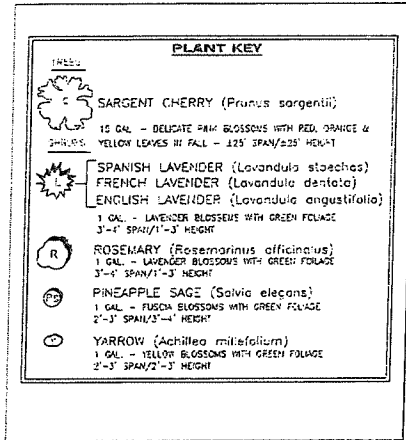 PLANT KEY
TREES
C
SARGENT CHERRY (Prunus sargentii)
15 GAL. – DELICATE PINK BLOSSOMS WITH RED, ORANGE &
YELLOW LEAVES IN FALL – ±25' SPAN/±25' HEIGHT
SHRUBS
L
SPANISH LAVENDER (Lavandula stoechas)
FRENCH LAVENDER (Lavandula dentata)
ENGLISH LAVENDER (Lavandula angustifolia)
1 GAL. – LAVENDER BLOSSOMS WITH GREEN FOLIAGE
3'–4' SPAN/1'–3' HEIGHT
R
ROSEMARY (Rosemarinus officinalus)
1 GAL. – LAVENDER BLOSSOMS WITH GREEN FOLIAGE
3'–4' SPAN/1'–3' HEIGHT
PS
PINEAPPLE SAGE (Salvia elegans)
1 GAL. – FUSCIA BLOSSOMS WITH GREEN FOLIAGE
2'–3' SPAN/3'–4' HEIGHT
Y
YARROW (Achillea millefolium)
1 GAL. – YELLOW BLOSSOMS WITH GREEN FOLIAGE
2'–3' SPAN/2'–3' HEIGHT